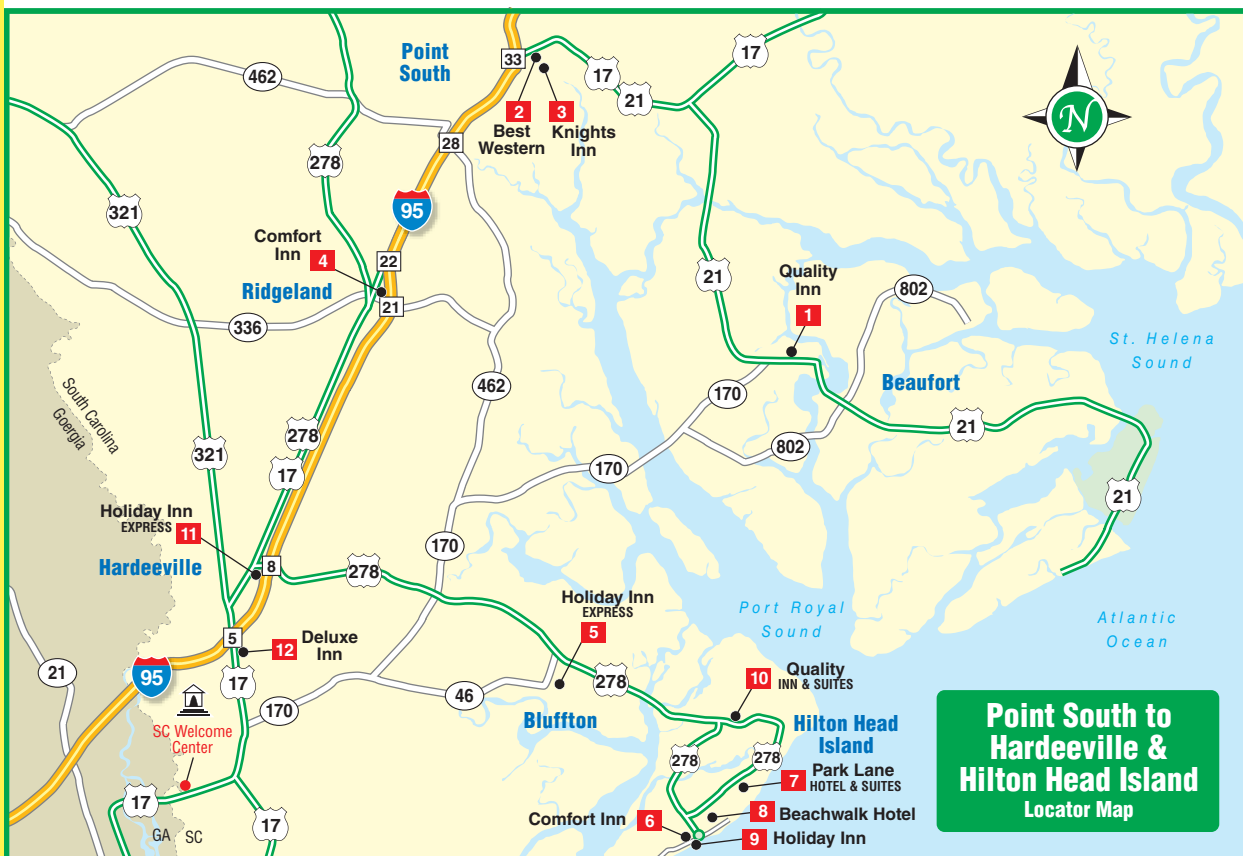 Point
South
33
17
17
21
462
2
3
Best
Western
Knights
Inn
28
278
321
95
Comfort
Inn
4
22
Ridgeland
21
336
21
Quality
Inn
1
802
St. Helena
Sound
Beaufort
South Carolina
Goergia
462
170
21
802
278
17
321
170
21
Holiday Inn
EXPRESS
11
Hardeeville
8
278
170
Holiday Inn
EXPRESS
5
Port Royal
Sound
Atlantic
Ocean
5
12
Deluxe
Inn
95
17
21
SC Welcome
Center
170
46
278
Bluffton
10
Quality
INN & SUITES
Hilton Head
Island
278
278
7
Park Lane
HOTEL & SUITES
8
Beachwalk Hotel
Comfort Inn
6
9
Holiday Inn
17
17
GA
SC
N
Point South to
Hardeeville &
Hilton Head Island
Locator Map